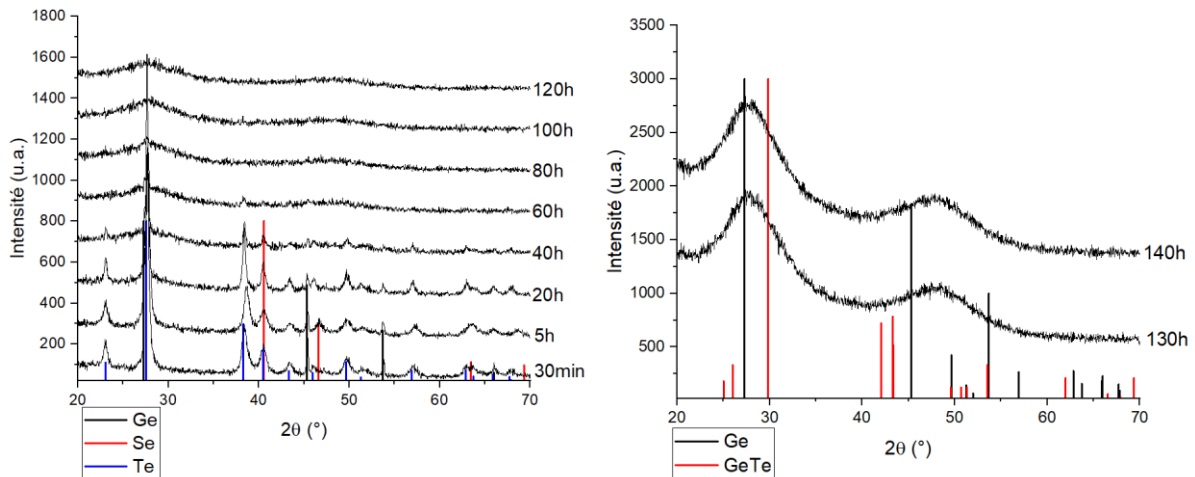 1800
1600
1400
1200
1000
800
600
400
200
Intensité (u.a.)
120h
100h
80h
60h
40h
20h
5h
30min
20 30 40 50 60 70
2θ (°)
Ge
Se
Te
3500
3000
2500
2000
1500
1000
500
Intensité (u.a.)
140h
130h
20 30 40 50 60 70
2θ (°)
Ge
GeTe